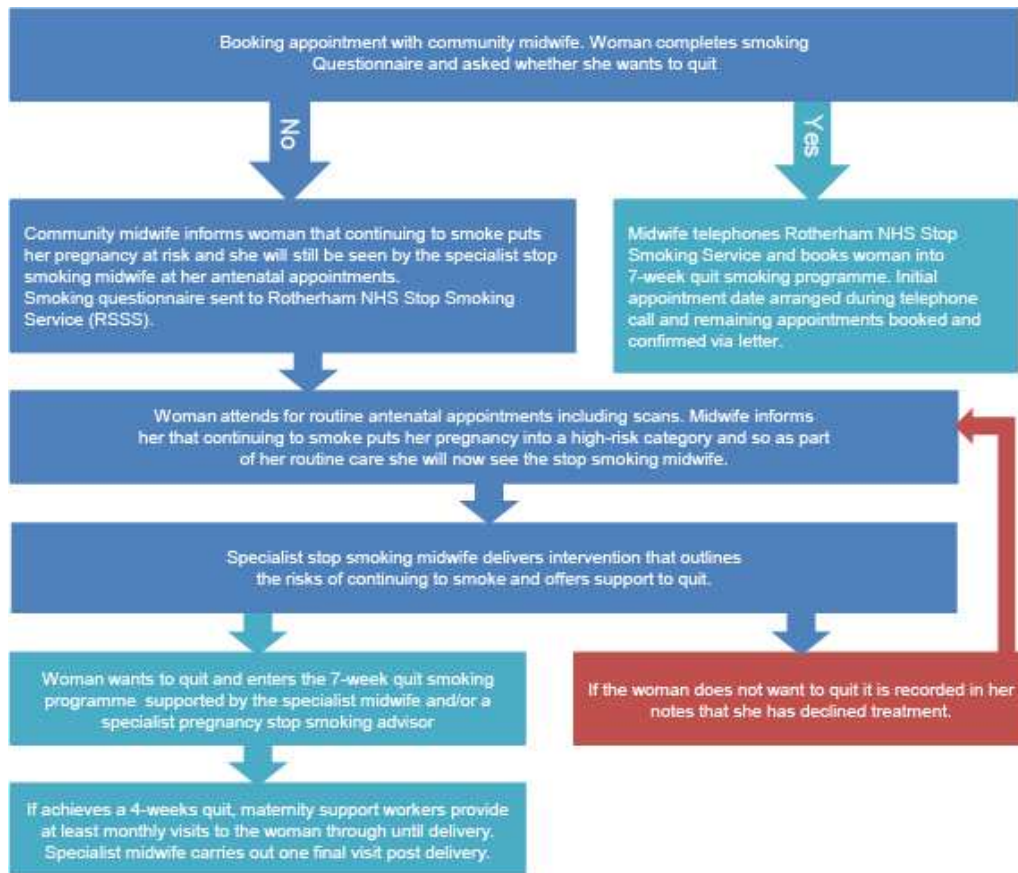 Booking appointment with community midwife. Woman completes smoking
Questionnaire and asked whether she wants to quit
No
Yes
Community midwife informs woman that continuing to smoke puts
her pregnancy at risk and she will still be seen by the specialist stop
smoking midwife at her antenatal appointments.
Smoking questionnaire sent to Rotherham NHS Stop Smoking
Service (RSSS).
Midwife telephones Rotherham NHS Stop
Smoking Service and books woman into
7-week quit smoking programme. Initial
appointment date arranged during telephone
call and remaining appointments booked and
confirmed via letter.
Woman attends for routine antenatal appointments including scans. Midwife informs
her that continuing to smoke puts her pregnancy into a high-risk category and so as part
of her routine care she will now see the stop smoking midwife.
Specialist stop smoking midwife delivers intervention that outlines
the risks of continuing to smoke and offers support to quit.
Woman wants to quit and enters the 7-week quit smoking
programme supported by the specialist midwife and/or a
specialist pregnancy stop smoking advisor
If the woman does not want to quit it is recorded in her
notes that she has declined treatment.
If achieves a 4-weeks quit, maternity support workers provide
at least monthly visits to the woman through until delivery.
Specialist midwife carries out one final visit post delivery.